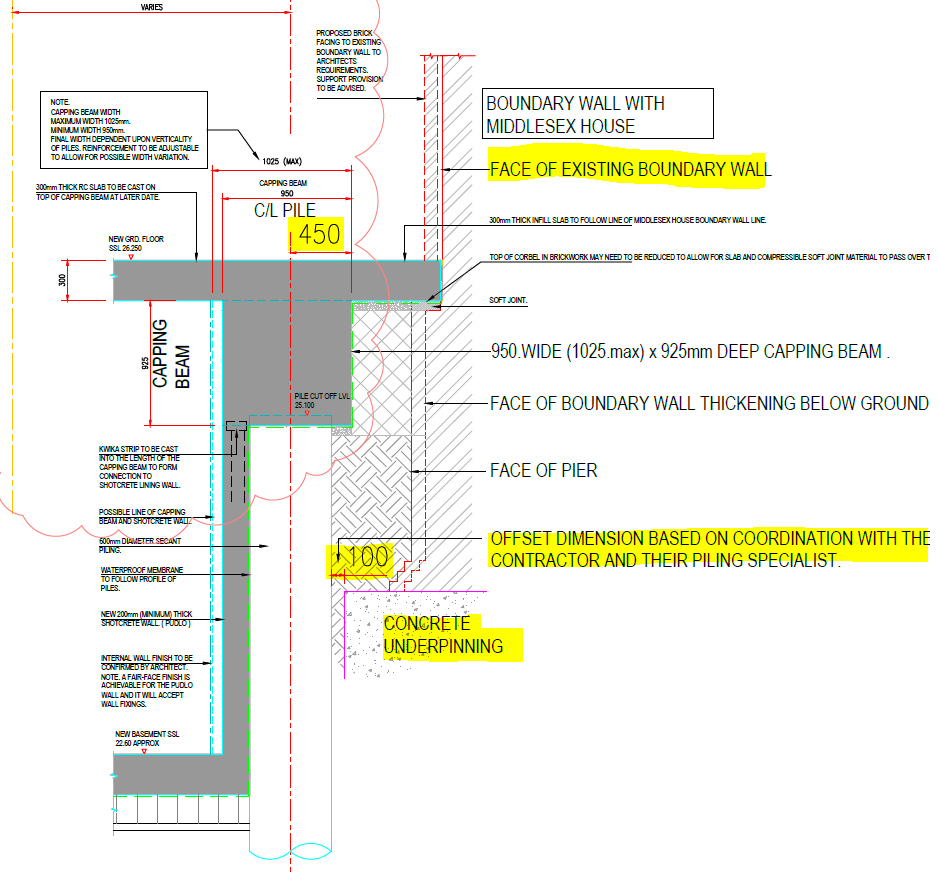 VARIES
PROPOSED BRICK
FACING TO EXISTING
BOUNDARY WALL TO
ARCHITECTS
REQUIREMENTS.
SUPPORT PROVISION
TO BE ADVISED.
NOTE.
CAPPING BEAM WIDTH
MAXIMUM WIDTH 1025mm.
MINIMUM WIDTH 950mm.
FINAL WIDTH DEPENDENT UPON VERTICALITY
OF PILES. REINFORCEMENT TO BE ADJUSTABLE
TO ALLOW FOR POSSIBLE WIDTH VARIATION.
BOUNDARY WALL WITH
MIDDLESEX HOUSE
1025 (MAX)
FACE OF EXISTING BOUNDARY WALL
CAPPING BEAM
950
300mm THICK RC SLAB TO BE CAST ON
TOP OF CAPPING BEAM AT LATER DATE.
C/L PILE
450
300mm THICK INFILL SLAB TO FOLLOW LINE OF MIDDLESEX HOUSE BOUNDARY WALL LINE.
NEW GRD. FLOOR
SSL 26.250
TOP OF CORBEL IN BRICKWORK MAY NEED TO BE REDUCED TO ALLOW FOR SLAB AND COMPRESSIBLE SOFT JOINT MATERIAL TO PASS OVER T
300
SOFT JOINT.
925
CAPPING
BEAM
950.WIDE (1025.max) x 925mm DEEP CAPPING BEAM .
PILE CUT OFF LVL
25.100
FACE OF BOUNDARY WALL THICKENING BELOW GROUND
KWIKA STRIP TO BE CAST
INTO THE LENGTH OF THE
CAPPING BEAM TO FORM
CONNECTION TO
SHOTCRETE LINING WALL.
FACE OF PIER
POSSIBLE LINE OF CAPPING
BEAM AND SHOTCRETE WALL
600mm DIAMETER SECANT
PILING.
OFFSET DIMENSION BASED ON COORDINATION WITH THE
CONTRACTOR AND THEIR PILING SPECIALIST.
100
WATERPROOF MEMBRANE
TO FOLLOW PROFILE OF
PILES.
NEW 200mm (MINIMUM) THICK
SHOTCRETE WALL. ( PUDLO )
CONCRETE
UNDERPINNING
INTERNAL WALL FINISH TO BE
CONFIRMED BY ARCHITECT.
NOTE. A FAIR-FACE FINISH IS
ACHIEVABLE FOR THE PUDLO
WALL AND IT WILL ACCEPT
WALL FIXINGS.
NEW BASEMENT SSL
22.60 APPROX